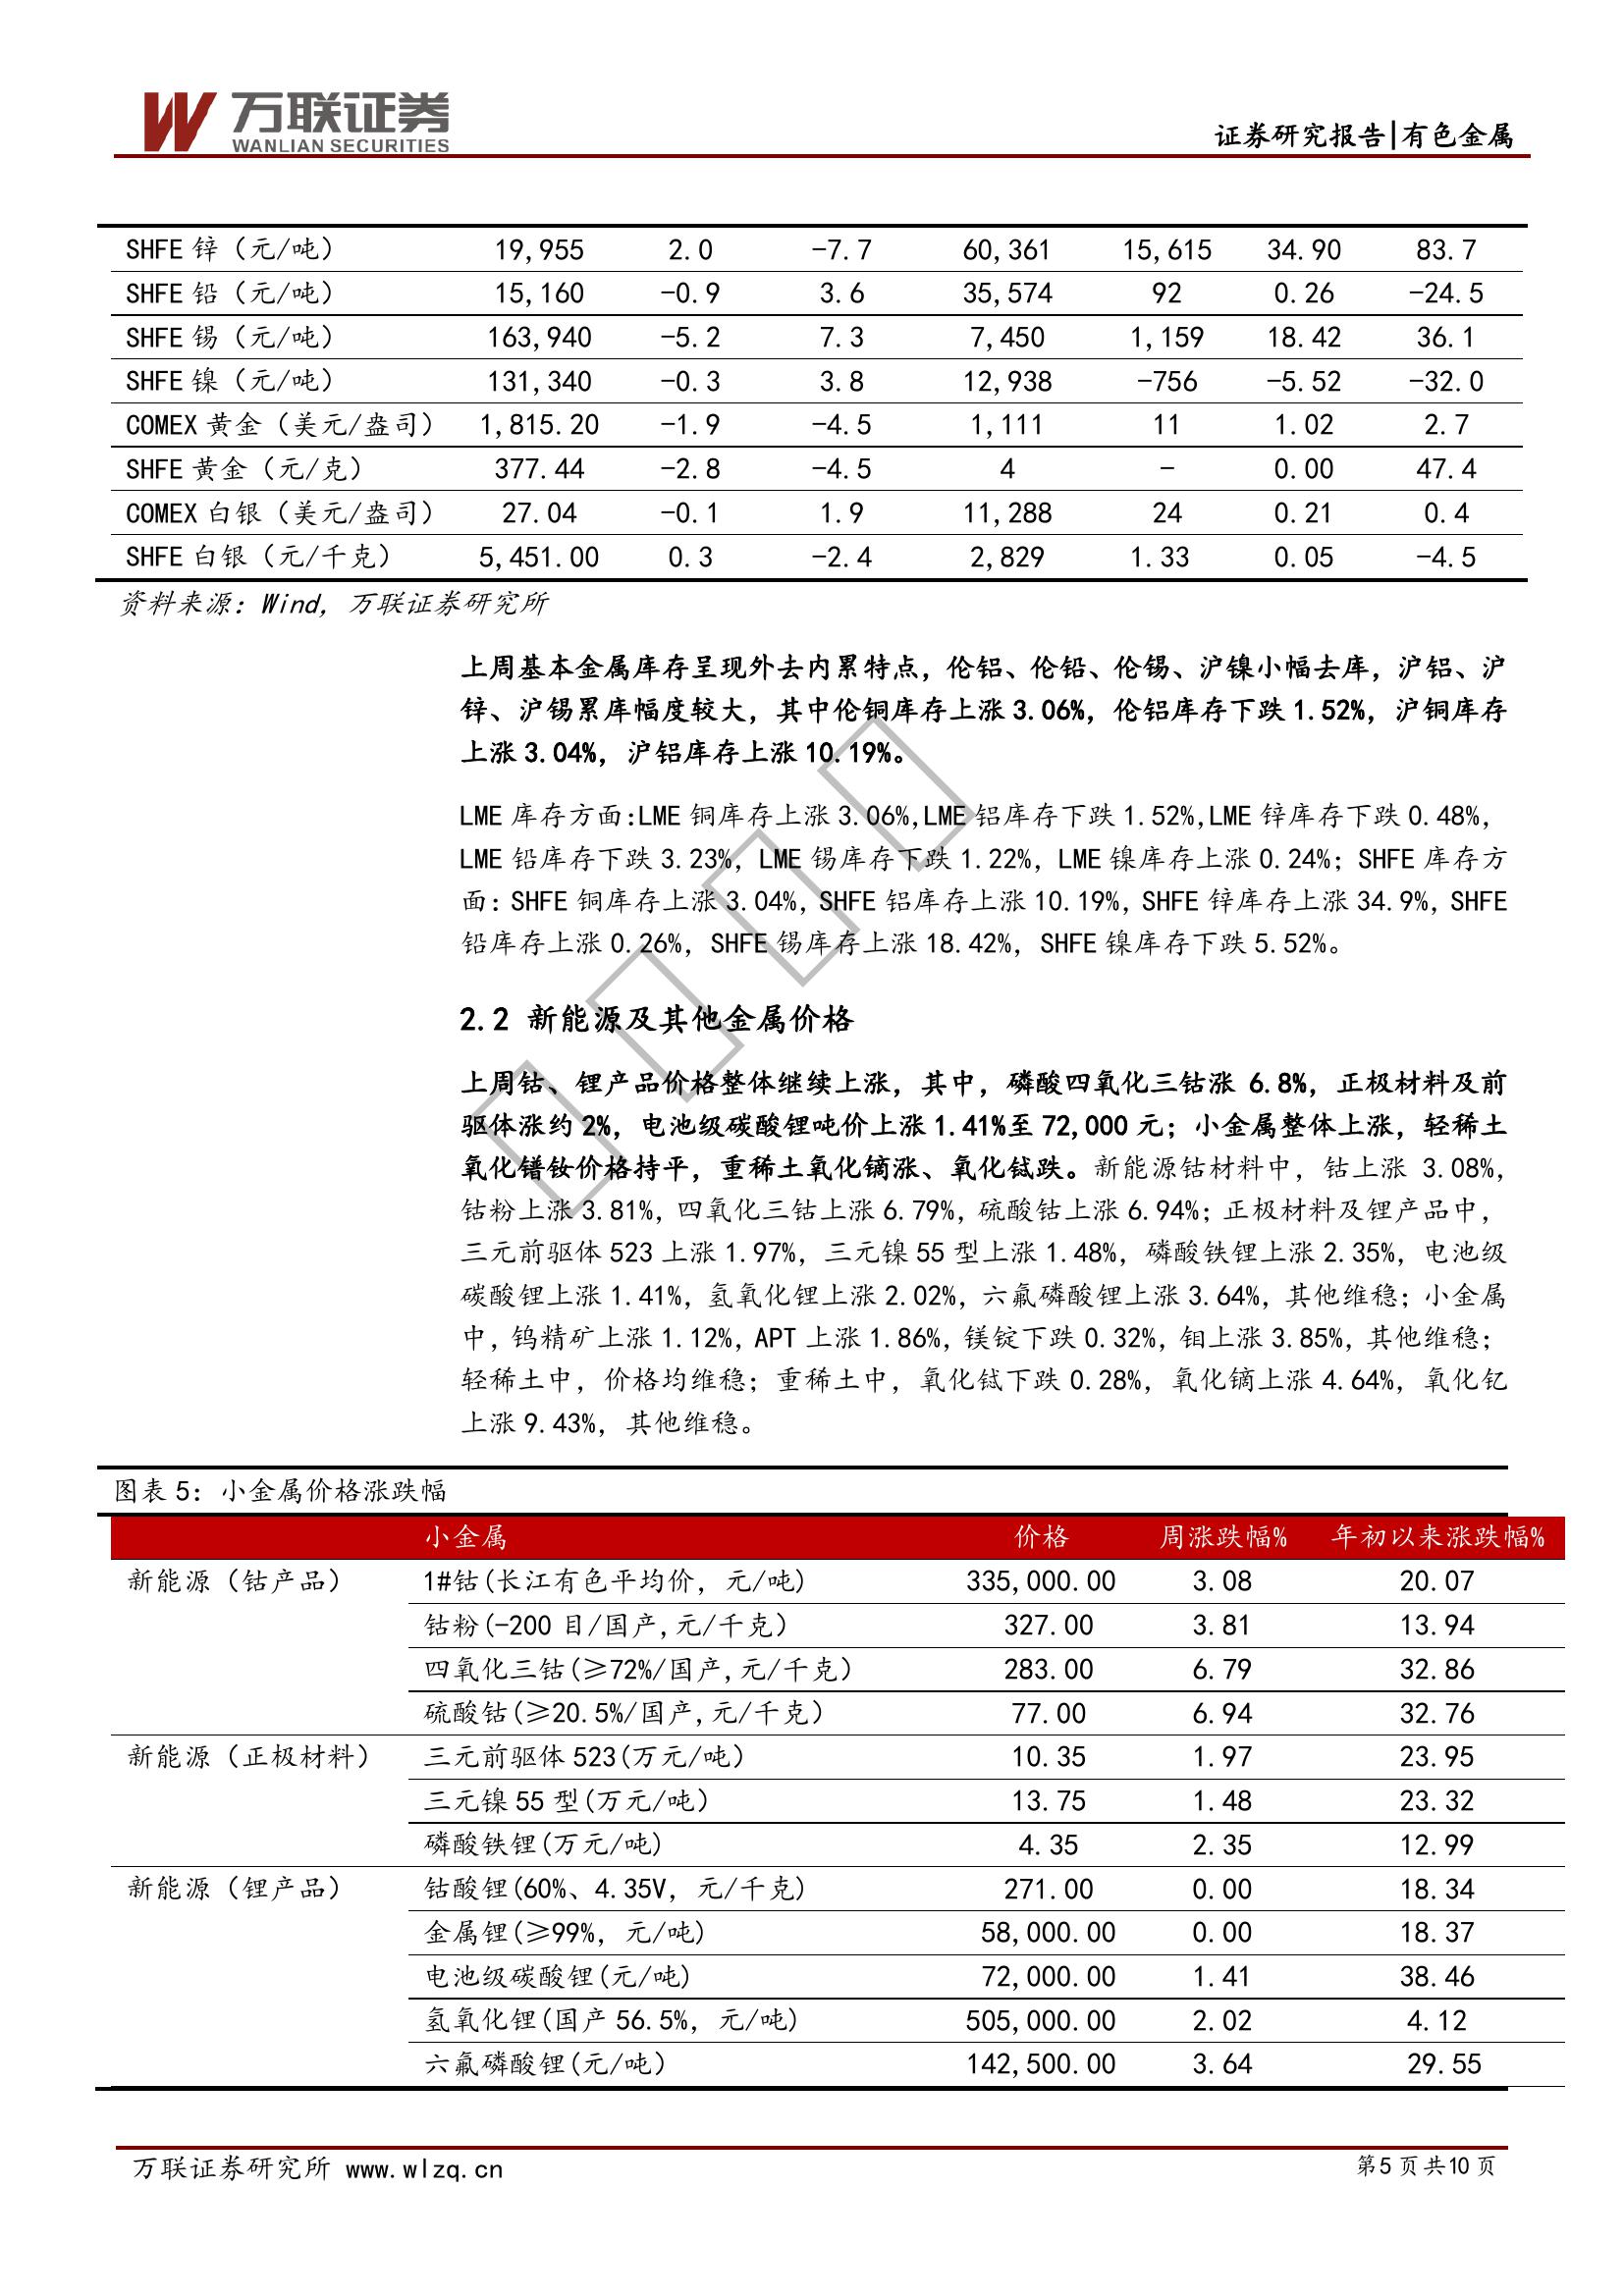 万联证券
WANLIAN SECURITIES
证券研究报告|有色金属
SHFE 锌（元/吨） 19,955 2.0 -7.7 60,361 15,615 34.90 83.7
SHFE 铅（元/吨） 15,160 -0.9 3.6 35,574 92 0.26 -24.5
SHFE 锡（元/吨） 163,940 -5.2 7.3 7,450 1,159 18.42 36.1
SHFE 镍（元/吨） 131,340 -0.3 3.8 12,938 -756 -5.52 -32.0
COMEX 黄金（美元/盎司） 1,815.20 -1.9 -4.5 1,111 11 1.02 2.7
SHFE 黄金（元/克） 377.44 -2.8 -4.5 4 - 0.00 47.4
COMEX 白银（美元/盎司） 27.04 -0.1 1.9 11,288 24 0.21 0.4
SHFE 白银（元/千克） 5,451.00 0.3 -2.4 2,829 1.33 0.05 -4.5
资料来源：Wind，万联证券研究所
上周基本金属库存呈现外去内累特点，伦铝、伦铅、伦锡、沪镍小幅去库，沪铝、沪
锌、沪锡累库幅度较大，其中伦铜库存上涨 3.06%，伦铝库存下跌 1.52%，沪铜库存
上涨 3.04%，沪铝库存上涨 10.19%。
LME 库存方面：LME 铜库存上涨 3.06%，LME 铝库存下跌 1.52%，LME 锌库存下跌 0.48%，
LME 铅库存下跌 3.23%，LME 锡库存下跌 1.22%，LME 镍库存上涨 0.24%；SHFE 库存方
面：SHFE 铜库存上涨 3.04%，SHFE 铝库存上涨 10.19%，SHFE 锌库存上涨 34.9%，SHFE
铅库存上涨 0.26%，SHFE 锡库存上涨 18.42%，SHFE 镍库存下跌 5.52%。
2.2 新能源及其他金属价格
上周钴、锂产品价格整体继续上涨，其中，磷酸四氧化三钴涨 6.8%，正极材料及前
驱体涨约 2%，电池级碳酸锂吨价上涨 1.41%至 72,000 元；小金属整体上涨，轻稀土
氧化镨钕价格持平，重稀土氧化镝涨、氧化铽跌。新能源钴材料中，钴上涨 3.08%，
钴粉上涨 3.81%，四氧化三钴上涨 6.79%，硫酸钴上涨 6.94%；正极材料及锂产品中，
三元前驱体 523 上涨 1.97%，三元镍 55 型上涨 1.48%，磷酸铁锂上涨 2.35%，电池级
碳酸锂上涨 1.41%，氢氧化锂上涨 2.02%，六氟磷酸锂上涨 3.64%，其他维稳；小金属
中，钨精矿上涨 1.12%，APT 上涨 1.86%，镁锭下跌 0.32%，钼上涨 3.85%，其他维稳；
轻稀土中，价格均维稳；重稀土中，氧化铽下跌 0.28%，氧化镝上涨 4.64%，氧化钇
上涨 9.43%，其他维稳。
图表 5：小金属价格涨跌幅
小金属 价格 周涨跌幅% 年初以来涨跌幅%
新能源（钴产品） 1#钴(长江有色平均价，元/吨) 335,000.00 3.08 20.07
钴粉(-200 目/国产,元/千克) 327.00 3.81 13.94
四氧化三钴(≥72%/国产,元/千克) 283.00 6.79 32.86
硫酸钴(≥20.5%/国产,元/千克) 77.00 6.94 32.76
新能源（正极材料） 三元前驱体 523(万元/吨) 10.35 1.97 23.95
三元镍 55 型(万元/吨) 13.75 1.48 23.32
磷酸铁锂(万元/吨) 4.35 2.35 12.99
新能源（锂产品） 钴酸锂(60%、4.35V，元/千克) 271.00 0.00 18.34
金属锂(≥99%，元/吨) 58,000.00 0.00 18.37
电池级碳酸锂(元/吨) 72,000.00 1.41 38.46
氢氧化锂(国产 56.5%，元/吨) 505,000.00 2.02 4.12
六氟磷酸锂(元/吨) 142,500.00 3.64 29.55
万联证券研究所 www.wlzq.cn
第5页共10页